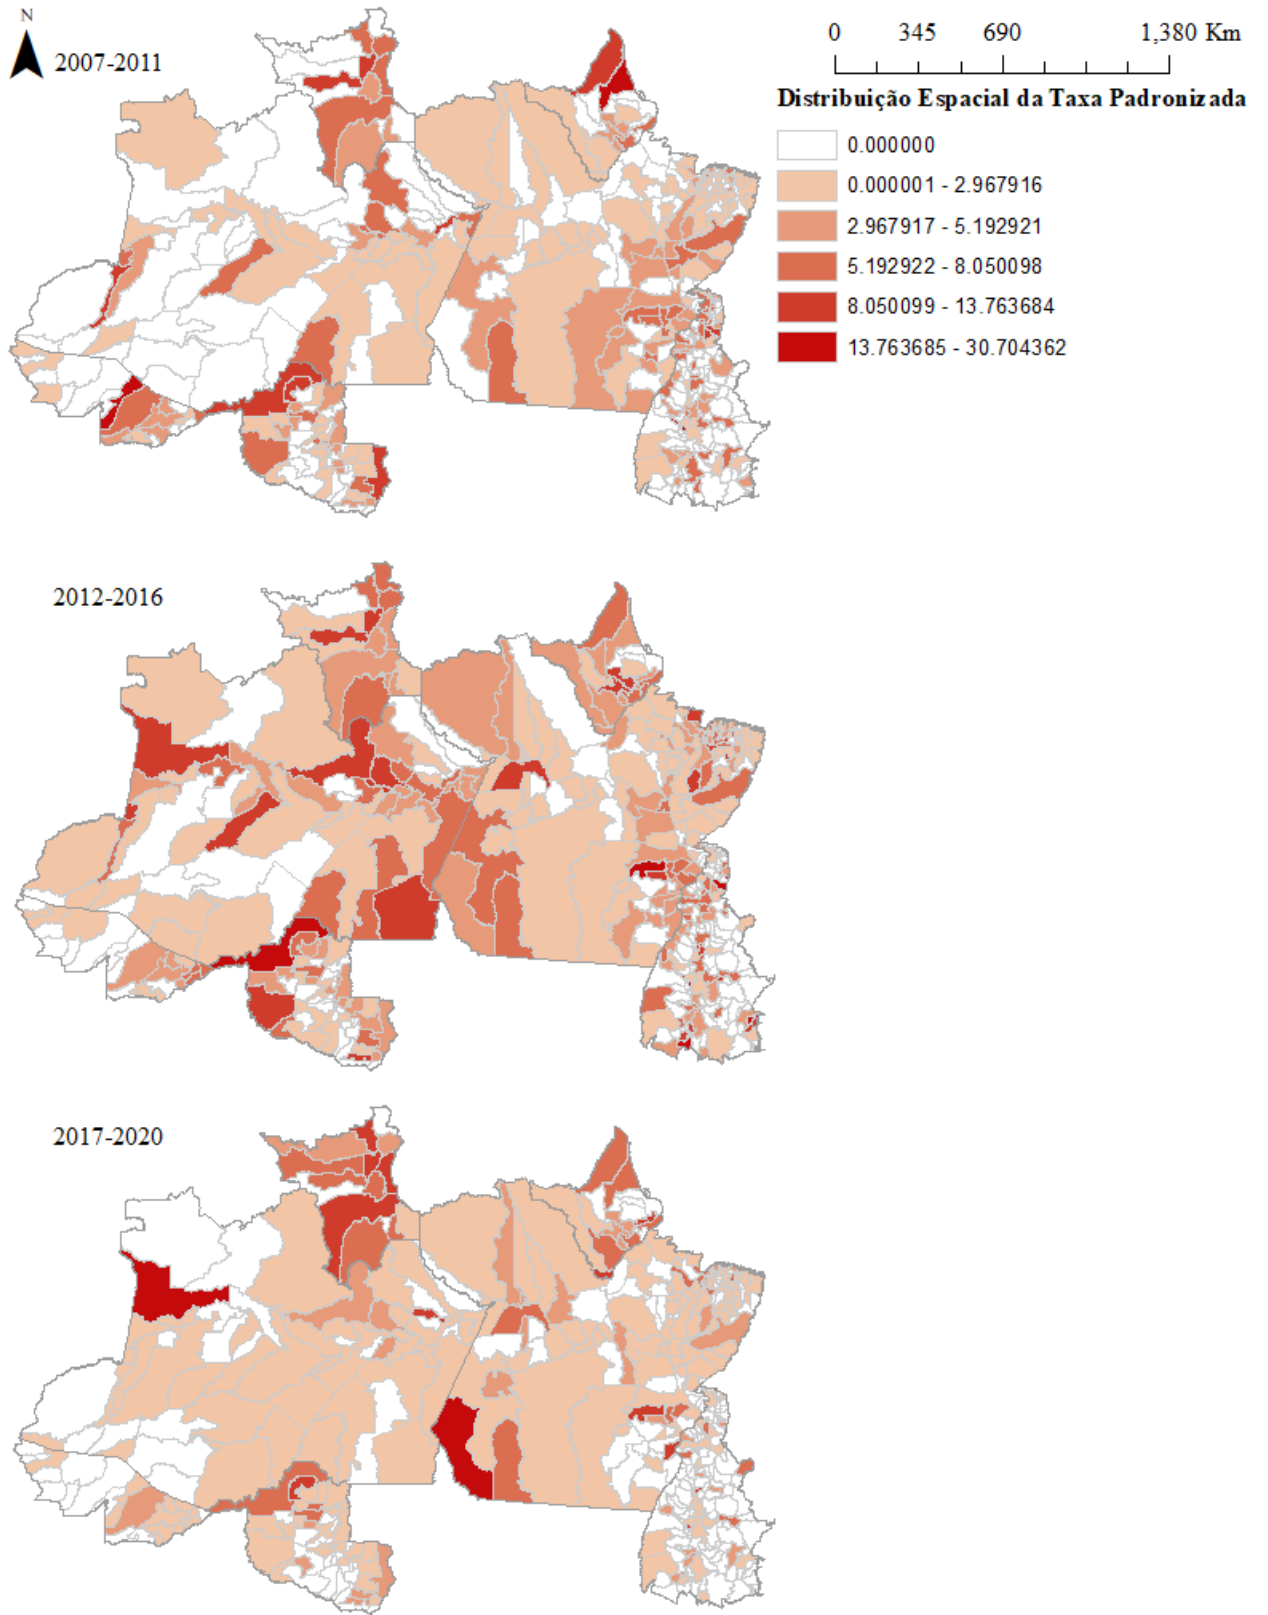 N
2007-2011
0 345 690 1,380 Km
Distribuição Espacial da Taxa Padronizada
0.000000
0.000001 - 2.967916
2.967917 - 5.192921
5.192922 - 8.050098
8.050099 - 13.763684
13.763685 - 30.704362
2012-2016
2017-2020